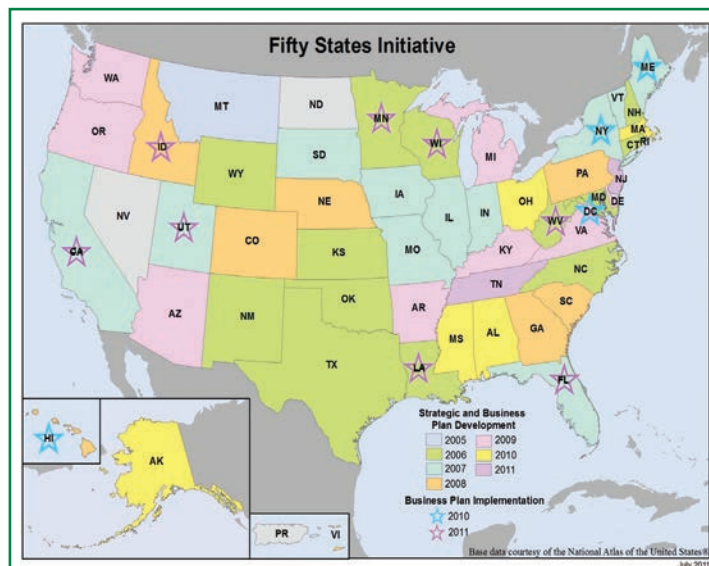 Fifty States Initiative
WA
MT
ND
OR
ID
MN
WI
MI
ME
VT
NH
NY
MA
CT
RI
SD
WY
IA
NE
PA
NJ
OH
MD
DE
DC
NV
UT
CO
IL
IN
WV
VA
CA
KS
MO
KY
NC
TN
AZ
NM
OK
AR
SC
MS
AL
GA
TX
LA
FL
HI
AK
PR
VI
Strategic and Business
Plan Development
2005
2009
2006
2010
2007
2011
2008
Business Plan Implementation
2010
2011
Base data courtesy of the National Atlas of the United States®
July 2011